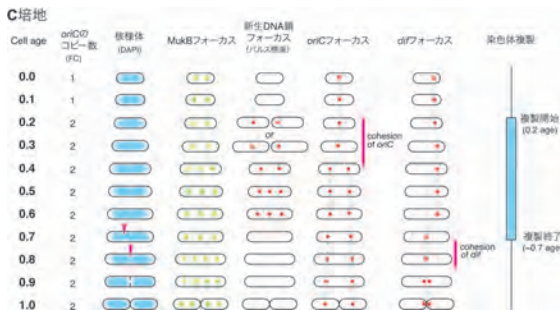 C培地
Cell age
oriCの
コピー数
(FC)
核様体
(DAPI)
MukBフォーカス
新生DNA鎖
フォーカス
(パルス標識)
oriCフォーカス
difフォーカス
染色体複製
0.0 1
0.1 1
0.2 2
or
0.3 2
0.4 2
0.5 2
0.6 2
0.7 2
0.8 2
0.9 2
1.0 2
cohesion
of oriC
cohesion
of dif
複製開始
(0.2 age)
複製終了
(~0.7 age)